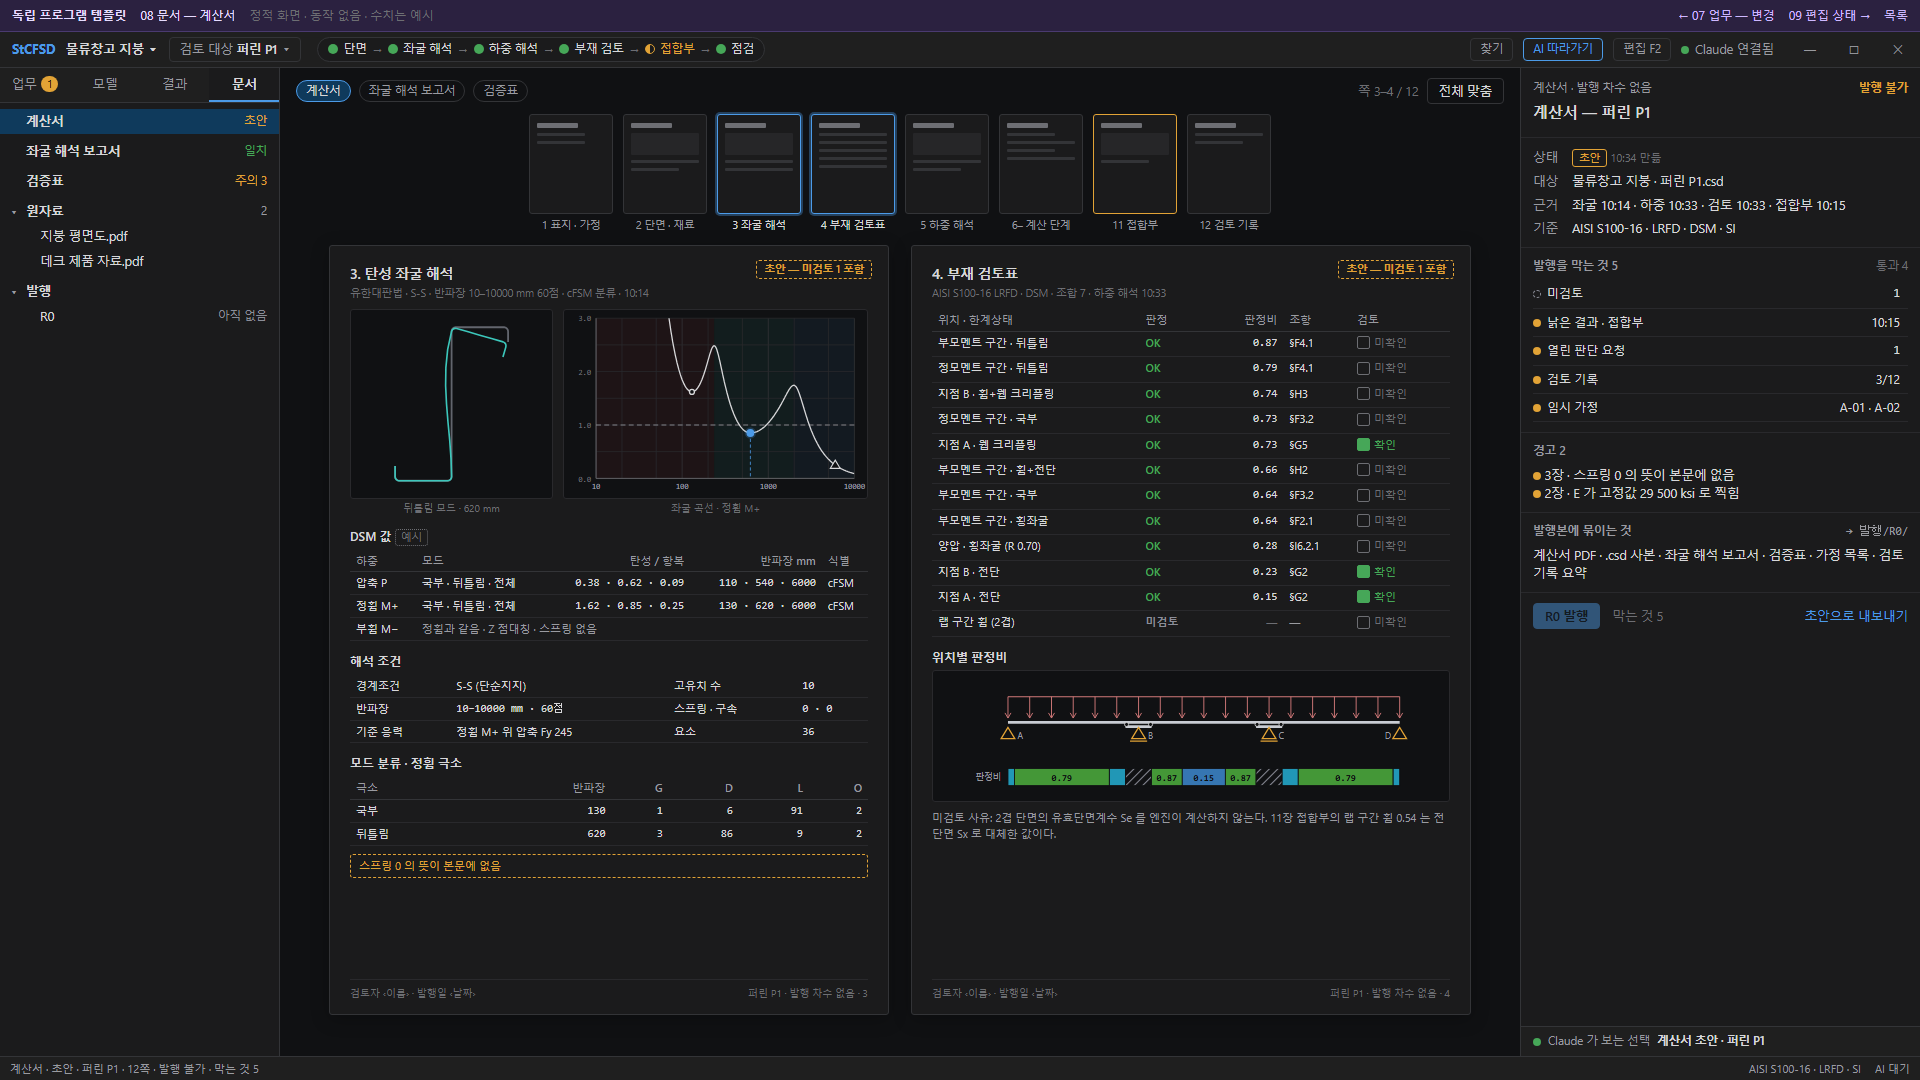 독립 프로그램 템플릿 08 문서 — 계산서 정적 화면 · 동작 없음 · 수치는 예시 ← 07 업무 — 변경 09 편집 상태 → 목록
StCFSD 물류창고 지붕 검토 대상 퍼린 P1 단면 → 좌굴 해석 → 하중 해석 → 부재 검토 → 접합부 → 점검 찾기 AI 따라가기 편집 F2 Claude 연결됨
업무 1 모델 결과 문서
계산서 초안
좌굴 해석 보고서 일치
검증표 주의 3
원자료 2
지붕 평면도.pdf
데크 제품 자료.pdf
발행
R0 아직 없음
계산서 좌굴 해석 보고서 검증표 쪽 3–4 / 12 전체 맞춤
1 표지 · 가정 2 단면 · 재료 3 좌굴 해석 4 부재 검토표 5 하중 해석 6– 계산 단계 11 접합부 12 검토 기록
3. 탄성 좌굴 해석 초안 — 미검토 1 포함
유한대판법 · S-S · 반파장 10–10000 mm 60점 · cFSM 분류 · 10:14
3.0
2.0
1.0
0.0
10 100 1000 10000
뒤틀림 모드 · 620 mm 좌굴 곡선 · 정휨 M+
DSM 값 예시
하중 모드 탄성 / 항복 반파장 mm 식별
압축 P 국부 · 뒤틀림 · 전체 0.38 · 0.62 · 0.09 110 · 540 · 6000 cFSM
정휨 M+ 국부 · 뒤틀림 · 전체 1.62 · 0.85 · 0.25 130 · 620 · 6000 cFSM
부휨 M− 정휨과 같음 · Z 점대칭 · 스프링 없음
해석 조건
경계조건 S-S (단순지지) 고유치 수 10
반파장 10–10000 ㎜ · 60점 스프링 · 구속 0 · 0
기준 응력 정휨 M+ 위 압축 Fy 245 요소 36
모드 분류 · 정휨 극소
극소 반파장 G D L O
국부 130 1 6 91 2
뒤틀림 620 3 86 9 2
스프링 0 의 뜻이 본문에 없음
검토자 ‹이름› · 발행일 ‹날짜› 퍼린 P1 · 발행 차수 없음 · 3
4. 부재 검토표 초안 — 미검토 1 포함
AISI S100-16 LRFD · DSM · 조합 7 · 하중 해석 10:33
위치 · 한계상태 판정 판정비 조항 검토
부모멘트 구간 · 뒤틀림 OK 0.87 §F4.1 미확인
정모멘트 구간 · 뒤틀림 OK 0.79 §F4.1 미확인
지점 B · 휨+웹 크리플링 OK 0.74 §H3 미확인
정모멘트 구간 · 국부 OK 0.73 §F3.2 미확인
지점 A · 웹 크리플링 OK 0.73 §G5 확인
부모멘트 구간 · 휨+전단 OK 0.66 §H2 미확인
부모멘트 구간 · 국부 OK 0.64 §F3.2 미확인
부모멘트 구간 · 횡좌굴 OK 0.64 §F2.1 미확인
양압 · 횡좌굴 (R 0.70) OK 0.28 §I6.2.1 미확인
지점 B · 전단 OK 0.23 §G2 확인
지점 A · 전단 OK 0.15 §G2 확인
랩 구간 휨 (2겹) 미검토 — — 미확인
위치별 판정비
A B C D
판정비 0.79 0.87 0.15 0.87 0.79
미검토 사유: 2겹 단면의 유효단면계수 Se 를 엔진이 계산하지 않는다. 11장 접합부의 랩 구간 휨 0.54 는 전
단면 Sx 로 대체한 값이다.
검토자 ‹이름› · 발행일 ‹날짜› 퍼린 P1 · 발행 차수 없음 · 4
계산서 · 발행 차수 없음 발행 불가
계산서 — 퍼린 P1
상태 초안 10:34 만듦
대상 물류창고 지붕 · 퍼린 P1.csd
근거 좌굴 10:14 · 하중 10:33 · 검토 10:33 · 접합부 10:15
기준 AISI S100-16 · LRFD · DSM · SI
발행을 막는 것 5 통과 4
미검토 1
낡은 결과 · 접합부 10:15
열린 판단 요청 1
검토 기록 3/12
임시 가정 A-01 · A-02
경고 2
3장 · 스프링 0 의 뜻이 본문에 없음
2장 · E 가 고정값 29 500 ksi 로 찍힘
발행본에 묶이는 것 → 발행/R0/
계산서 PDF · .csd 사본 · 좌굴 해석 보고서 · 검증표 · 가정 목록 · 검토
기록 요약
R0 발행 막는 것 5 초안으로 내보내기
Claude 가 보는 선택 계산서 초안 · 퍼린 P1
계산서 · 초안 · 퍼린 P1 · 12쪽 · 발행 불가 · 막는 것 5 AISI S100-16 · LRFD · SI AI 대기